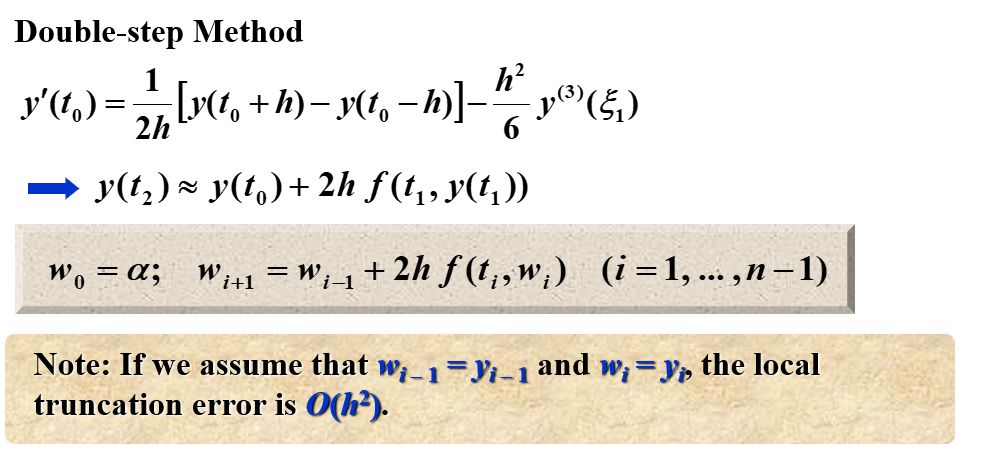 Double-step Method
y′(t₀) = 1/2h [y(t₀ + h) − y(t₀ − h)] − h²/6 y⁽³⁾(ξ₁)
➡ y(t₂) ≈ y(t₀) + 2h f(t₁, y(t₁))
w₀ = α; wᵢ₊₁ = wᵢ₋₁ + 2h f(tᵢ, wᵢ) (i = 1, ... , n − 1)
Note: If we assume that wᵢ₋₁ = yᵢ₋₁ and wᵢ = yᵢ, the local
truncation error is O(h²).